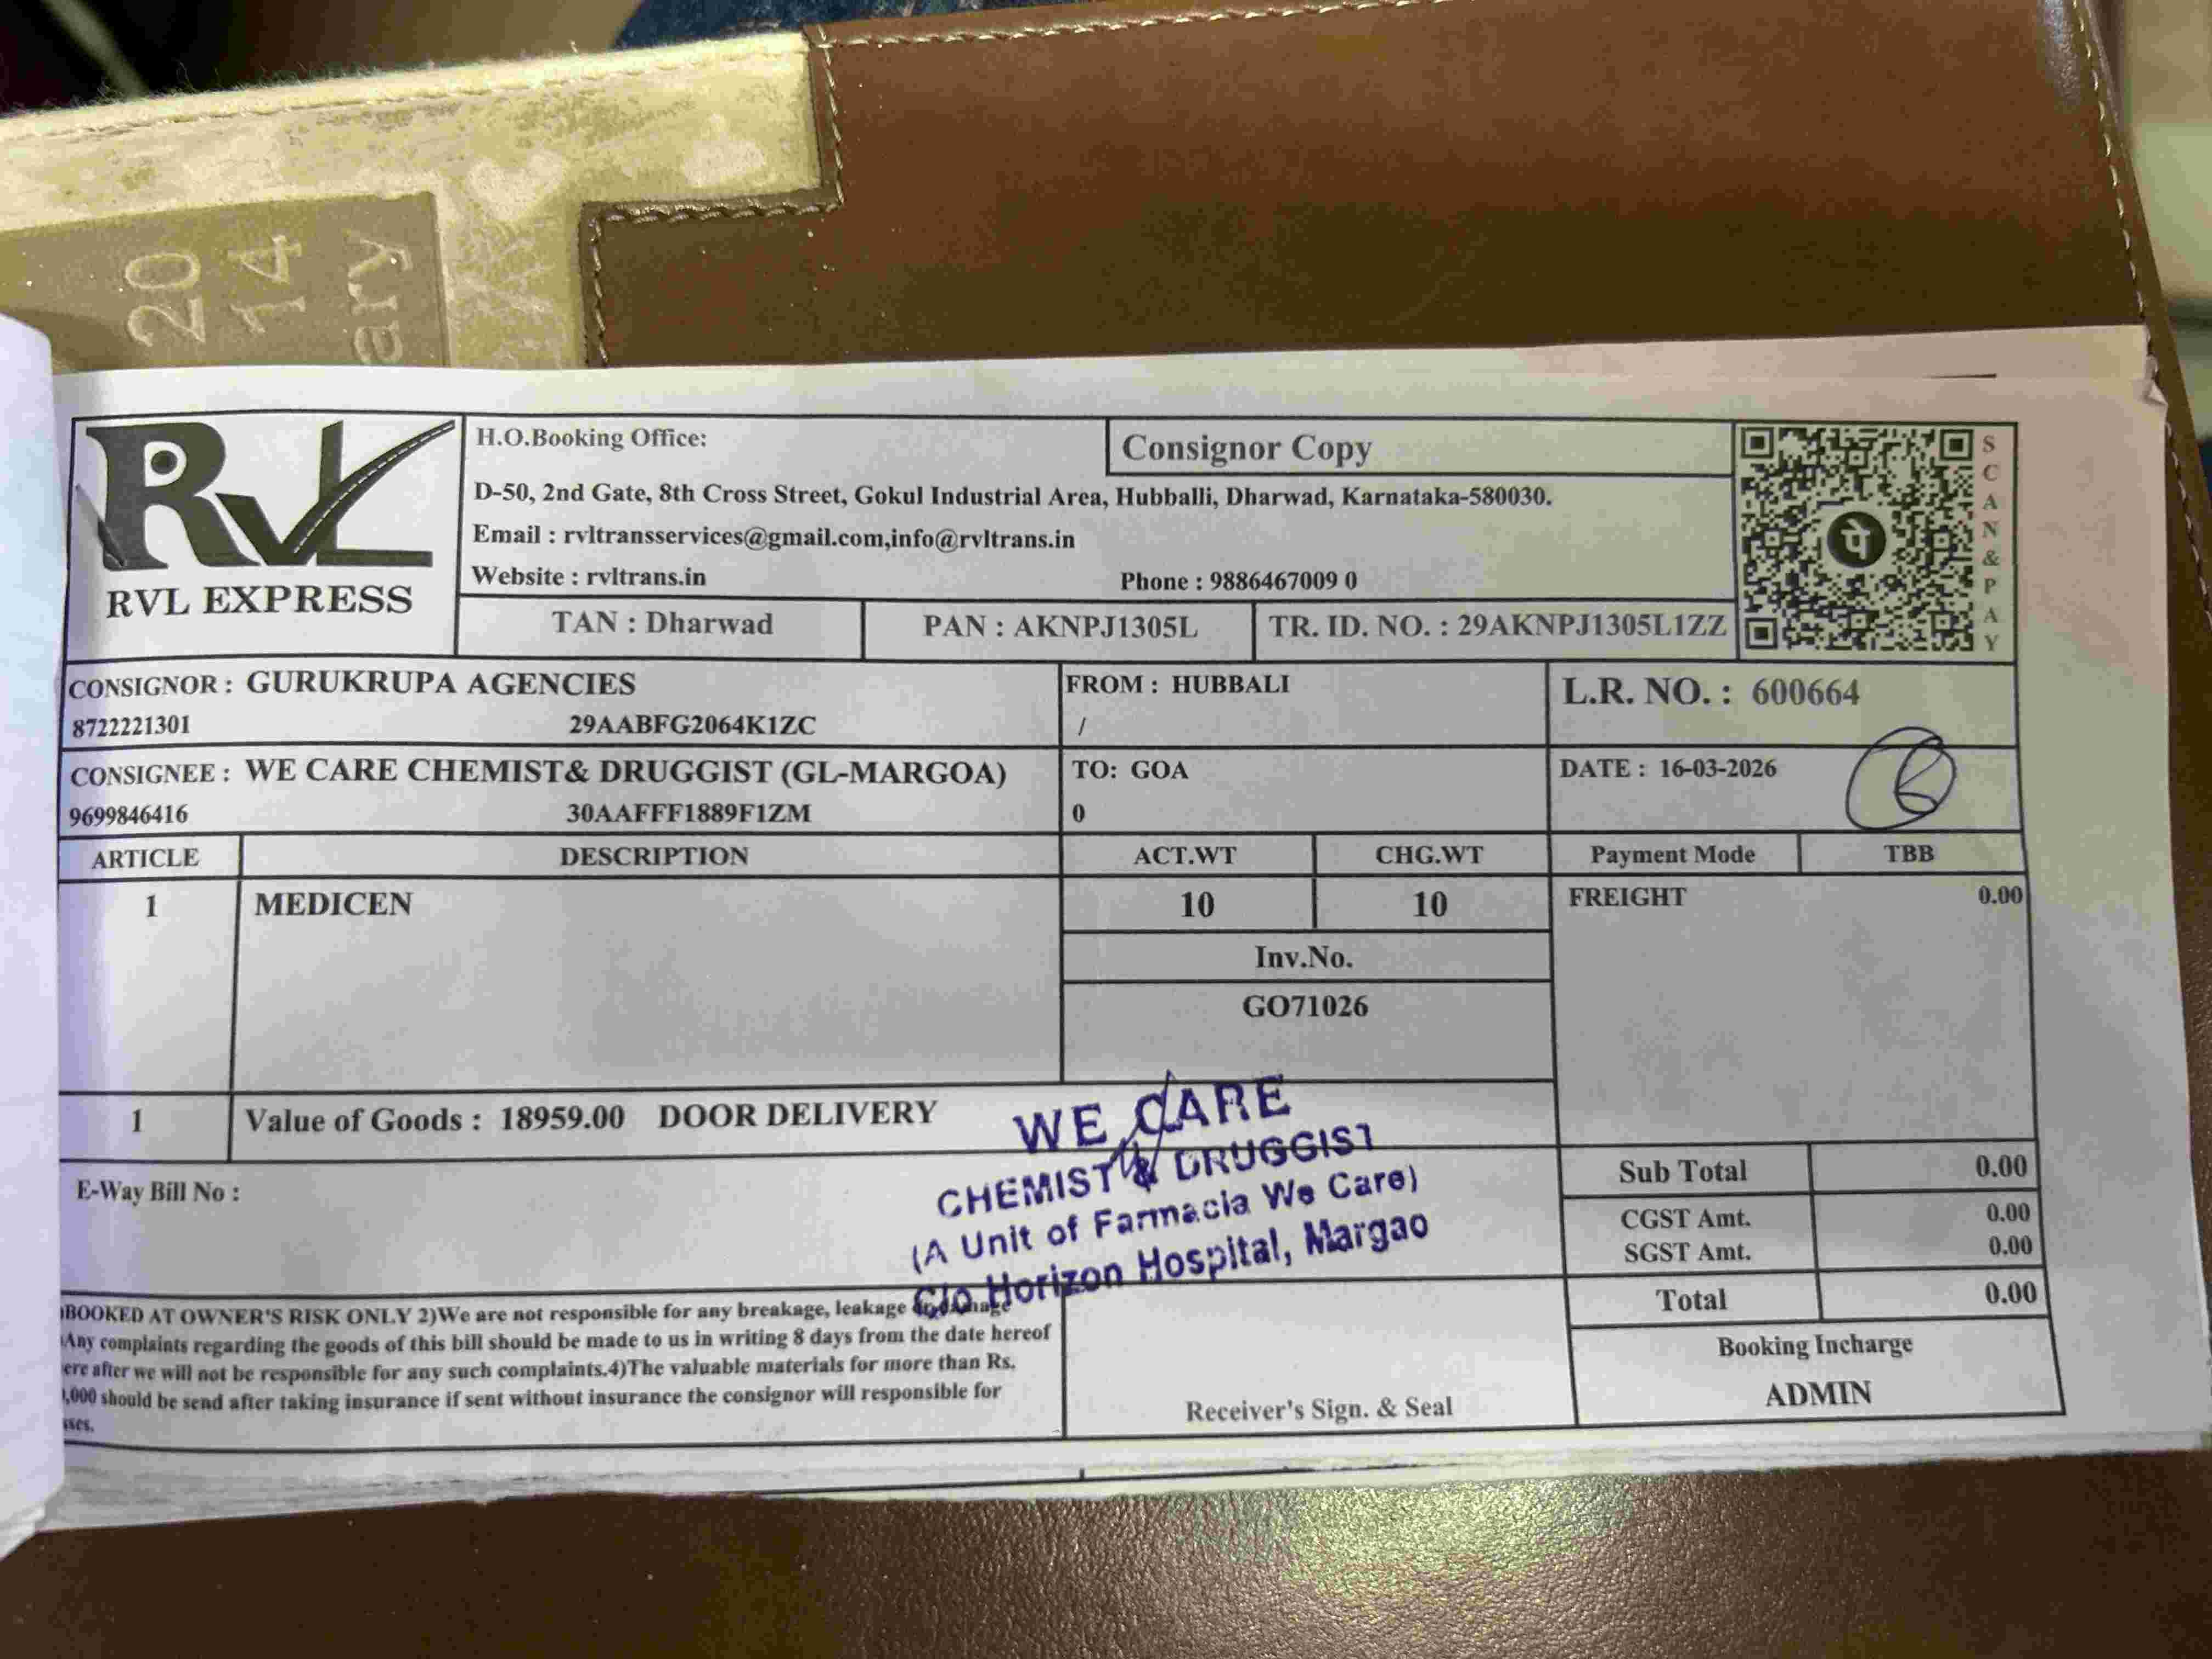 20
14
ary
RVL
RVL EXPRESS
H.O.Booking Office:
Consignor Copy
D-50, 2nd Gate, 8th Cross Street, Gokul Industrial Area, Hubballi, Dharwad, Karnataka-580030.
Email : rvltransservices@gmail.com,info@rvltrans.in
Website : rvltrans.in Phone : 9886467009 0
TAN : Dharwad PAN : AKNPJ1305L TR. ID. NO. : 29AKNPJ1305L1ZZ
पे
SCAN&PAY
CONSIGNOR : GURUKRUPA AGENCIES FROM : HUBBALI L.R. NO. : 600664
8722221301 29AABFG2064K1ZC /
CONSIGNEE : WE CARE CHEMIST& DRUGGIST (GL-MARGOA) TO: GOA DATE : 16-03-2026
9699846416 30AAFFF1889F1ZM 0
ARTICLE DESCRIPTION ACT.WT CHG.WT Payment Mode TBB
1 MEDICEN 10 10 FREIGHT 0.00
Inv.No.
GO71026
1 Value of Goods : 18959.00 DOOR DELIVERY
WE CARE
CHEMIST & DRUGGIST
(A Unit of Farmacia We Care)
C/o Horizon Hospital, Margao
E-Way Bill No :
Sub Total 0.00
CGST Amt. 0.00
SGST Amt. 0.00
Total 0.00
)BOOKED AT OWNER'S RISK ONLY 2)We are not responsible for any breakage, leakage
Any complaints regarding the goods of this bill should be made to us in writing 8 days from the date hereof
ere after we will not be responsible for any such complaints.4)The valuable materials for more than Rs.
,000 should be send after taking insurance if sent without insurance the consignor will responsible for
sses.
Receiver's Sign. & Seal
Booking Incharge
ADMIN